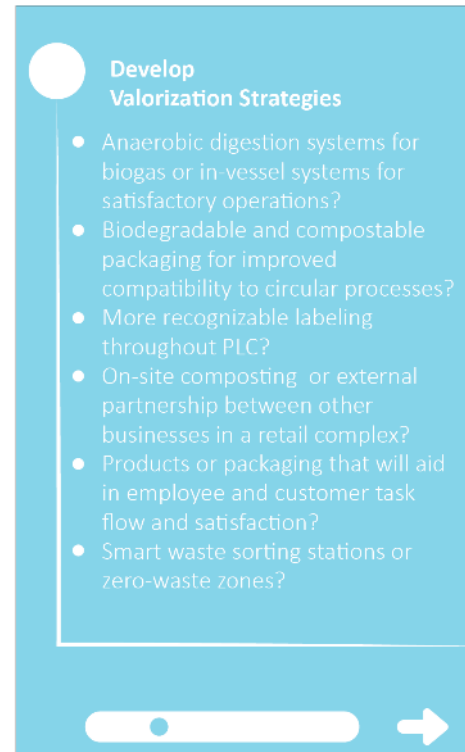 Develop
Valorization Strategies
• Anaerobic digestion systems for
biogas or in-vessel systems for
satisfactory operations?
• Biodegradable and compostable
packaging for improved
compatibility to circular processes?
• More recognizable labeling
throughout PLC?
• On-site composting or external
partnership between other
businesses in a retail complex?
• Products or packaging that will aid
in employee and customer task
flow and satisfaction?
• Smart waste sorting stations or
zero-waste zones?